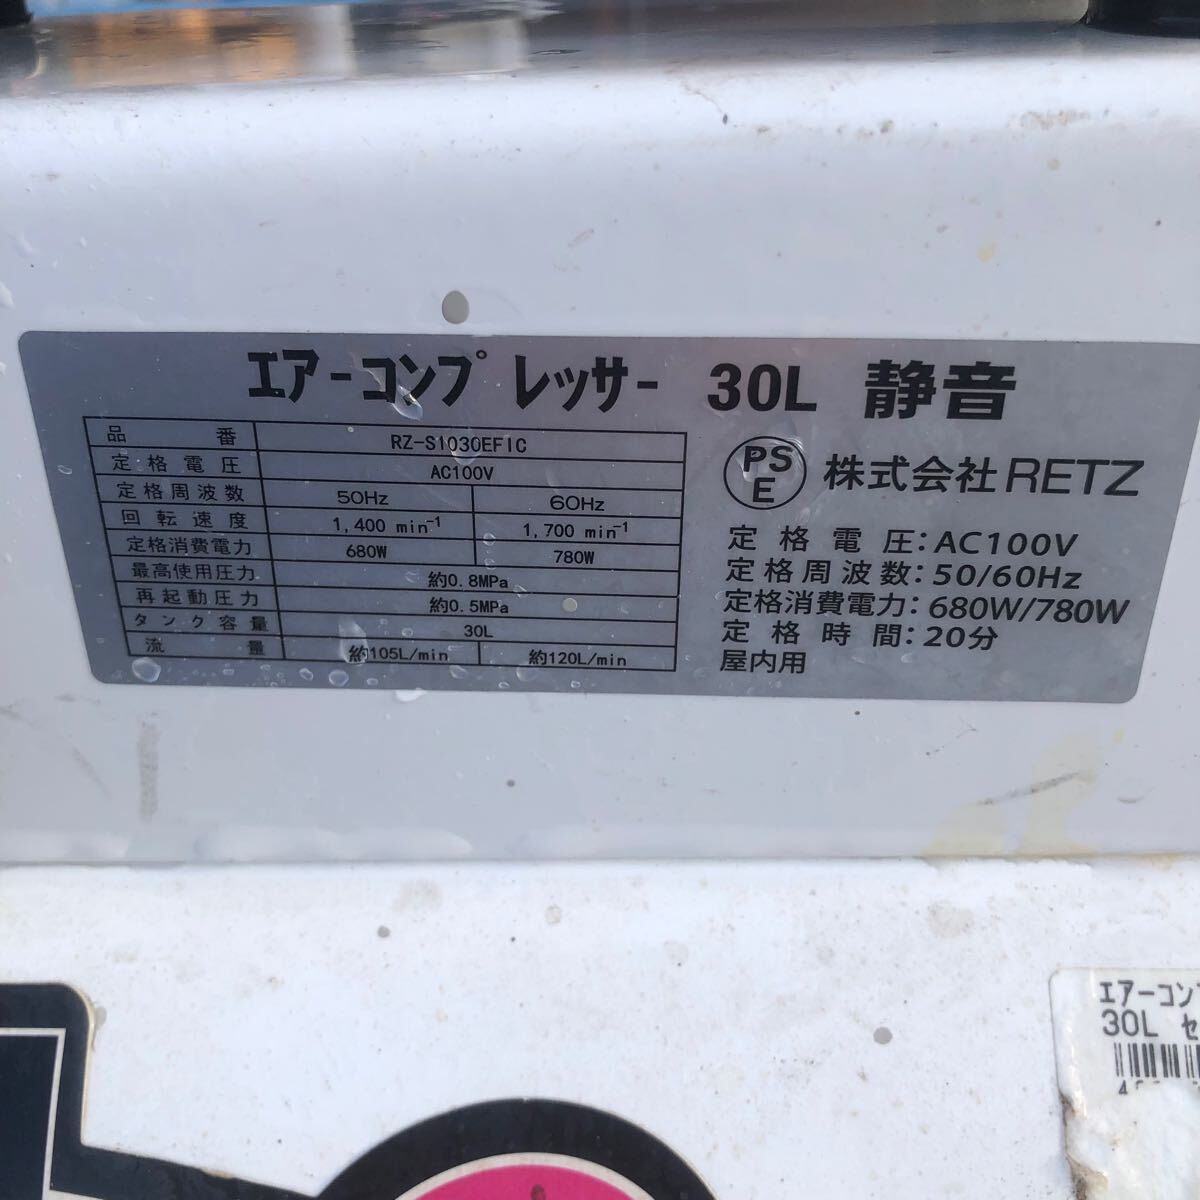 エアーコンプレッサー 30L 静音
品番 RZ-S1030EFIC
定格電圧 AC100V
定格周波数 50Hz 60Hz
回転速度 1,400 min-1 1,700 min-1
定格消費電力 680W 780W
最高使用圧力 約0.8MPa
再起動圧力 約0.5MPa
タンク容量 30L
流量 約105L/min 約120L/min
PS
E
株式会社RETZ
定格電圧:AC100V
定格周波数:50/60Hz
定格消費電力:680W/780W
定格時間:20分
屋内用
エアーコン
30L セ